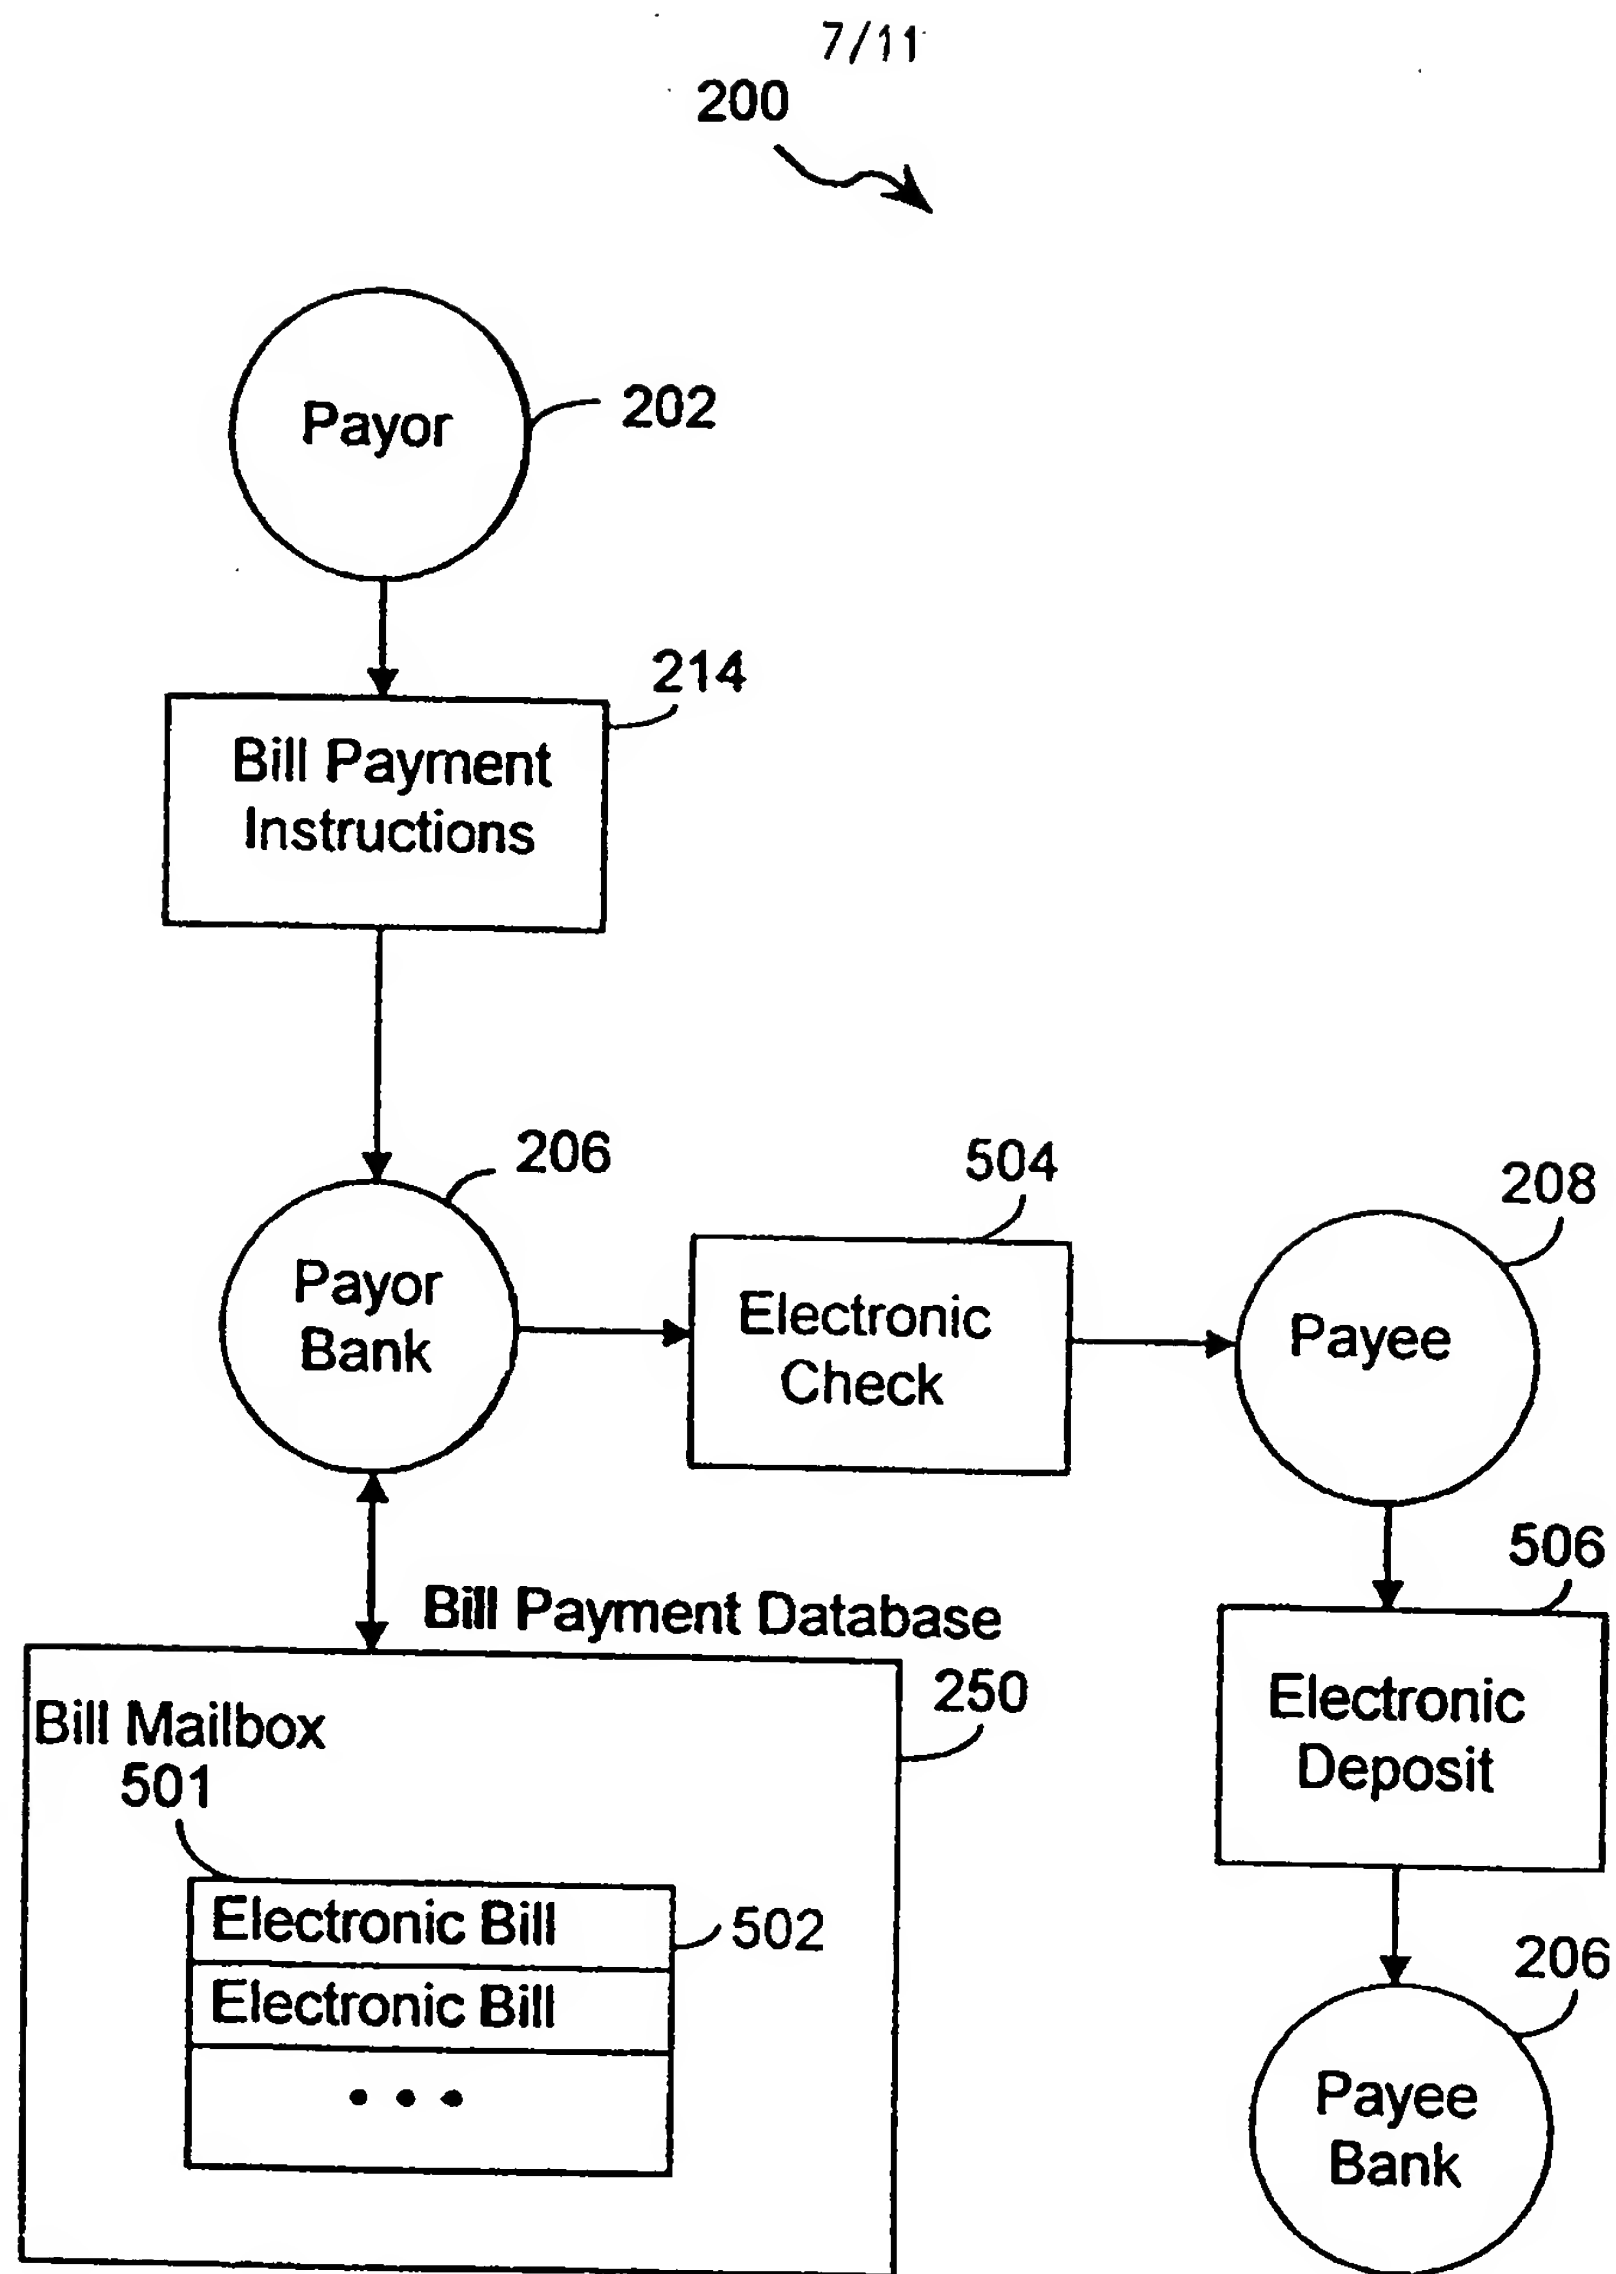 7/11
200
Payor
202
214
Bill Payment
Instructions
206
504
208
Payor
Bank
Electronic
Check
Payee
506
Bill Payment Database
250
Bill Mailbox
501
Electronic
Deposit
Electronic Bill
502
Electronic Bill
• • •
206
Payee
Bank